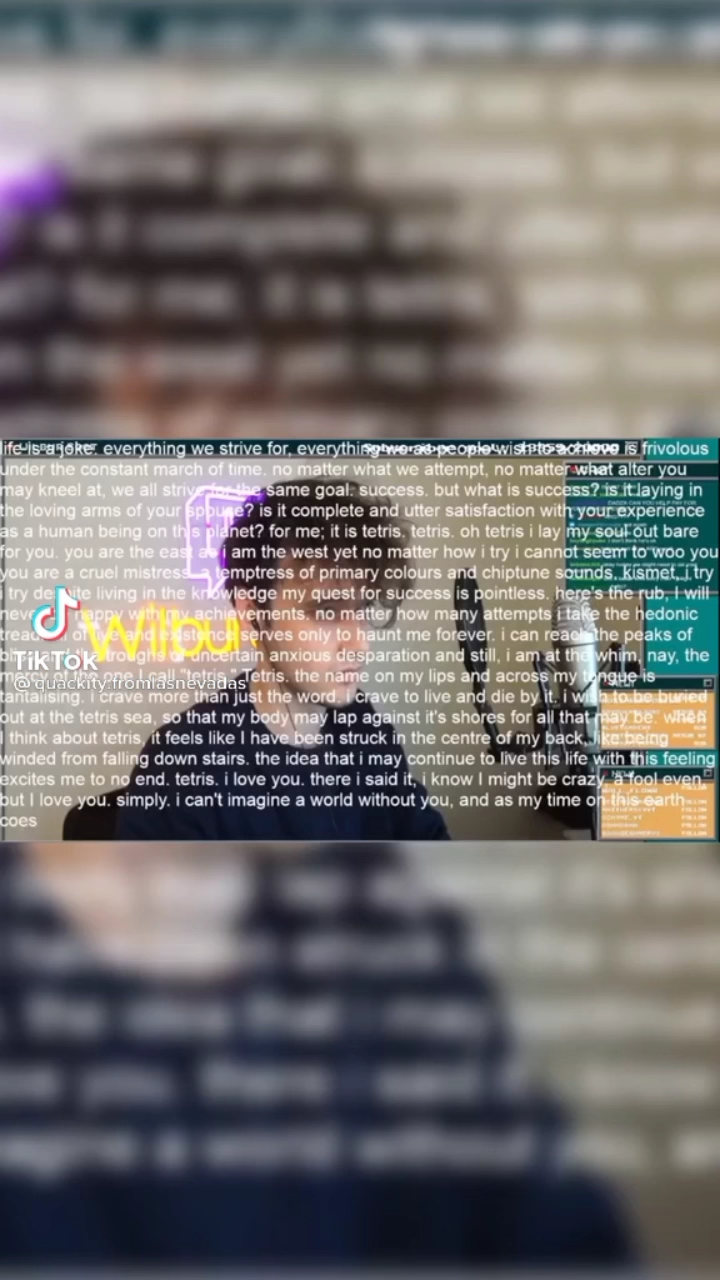 life is a joke. everything we strive for, everything we as people wish to achieve is frivolous
under the constant march of time. no matter what we attempt, no matter what alter you
may kneel at, we all strive for the same goal: success. but what is success? is it laying in
the loving arms of your spouse? is it complete and utter satisfaction with your experience
as a human being on this planet? for me; it is tetris. tetris. oh tetris i lay my soul out bare
for you. you are the east as i am the west yet no matter how i try i cannot seem to woo you
you are a cruel mistress. a temptress of primary colours and chiptune sounds. kismet, i try
i try despite living in the knowledge my quest for success is pointless. here's the rub, I will
never be happy with my achievements. no matter how many attempts i take the hedonic
treadmill of life and existence serves only to haunt me forever. i can reach the peaks of
the troughs of uncertain anxious desparation and still, i am at the whim, nay, the
mercy of the one I call "tetris." Tetris. the name on my lips and across my tongue is
tantalising. i crave more than just the word. i crave to live and die by it. i wish to be buried
out at the tetris sea, so that my body may lap against it's shores for all that may be. when
I think about tetris, it feels like I have been struck in the centre of my back. like being
winded from falling down stairs. the idea that i may continue to live this life with this feeling
excites me to no end. tetris. i love you. there i said it, i know I might be crazy, a fool even
but I love you. simply. i can't imagine a world without you, and as my time on this earth
coes
Wilbur
TikTok
@quackity.fromlasnevadas